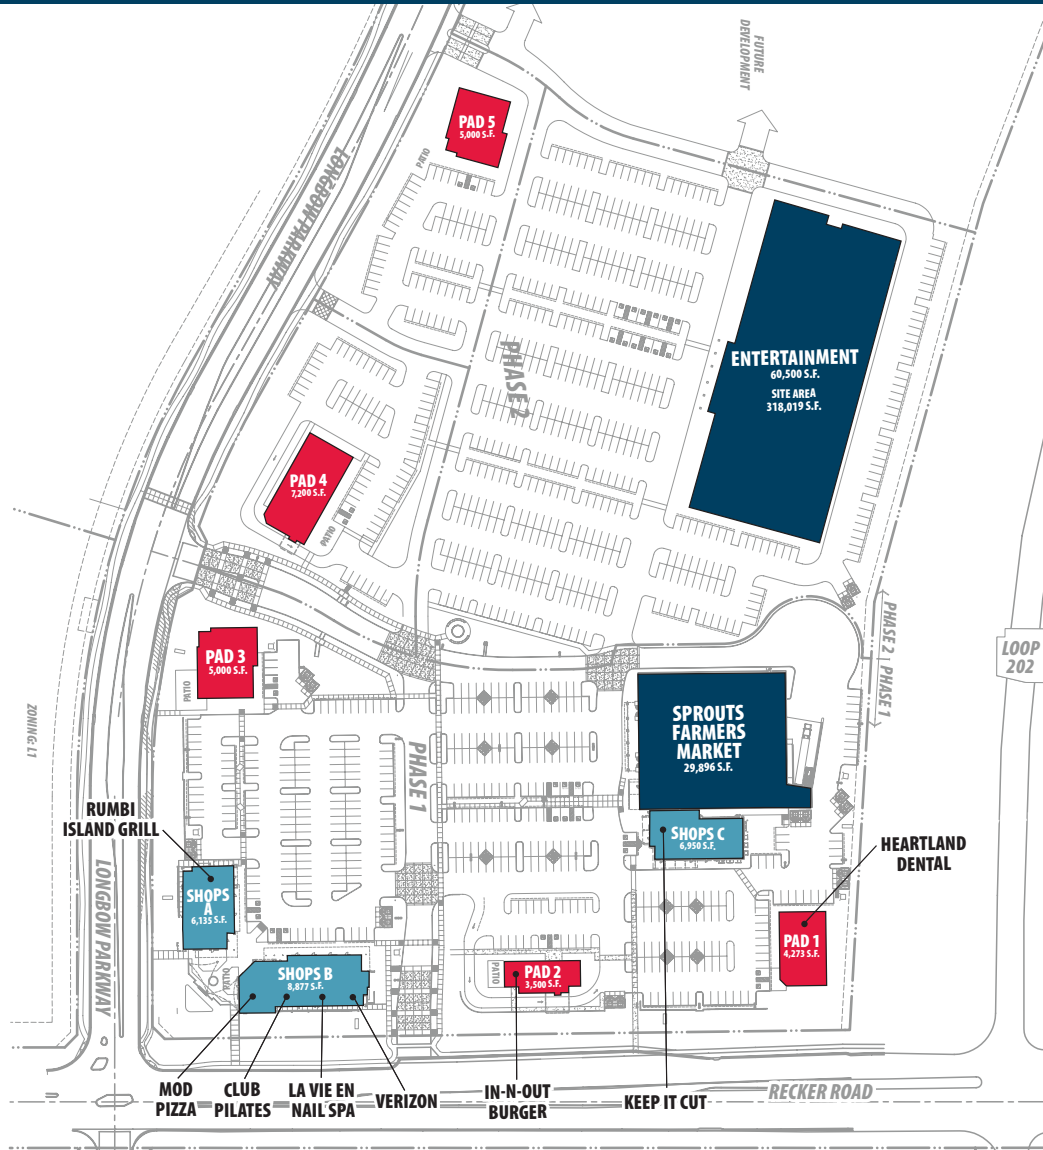 FUTURE
DEVELOPMENT
PAD 5
5,000 S.F.
PATIO
LONGBOW PARKWAY
ENTERTAINMENT
60,500 S.F.
SITE AREA
318,019 S.F.
PHASE 2
PAD 4
7,200 S.F.
PATIO
PHASE 2
PHASE 1
LOOP
202
PAD 3
5,000 S.F.
PATIO
SPROUTS
FARMERS
MARKET
29,896 S.F.
ZONING: L1
PHASE 1
RUMBI
ISLAND GRILL
SHOPS C
6,950 S.F.
HEARTLAND
DENTAL
LONGBOW PARKWAY
SHOPS
A
6,135 S.F.
PAD 1
4,273 S.F.
PATIO
SHOPS B
8,877 S.F.
PATIO
PAD 2
3,500 S.F.
MOD
PIZZA
CLUB
PILATES
LA VIE EN
NAIL SPA
VERIZON
IN-N-OUT
BURGER
KEEP IT CUT
RECKER ROAD